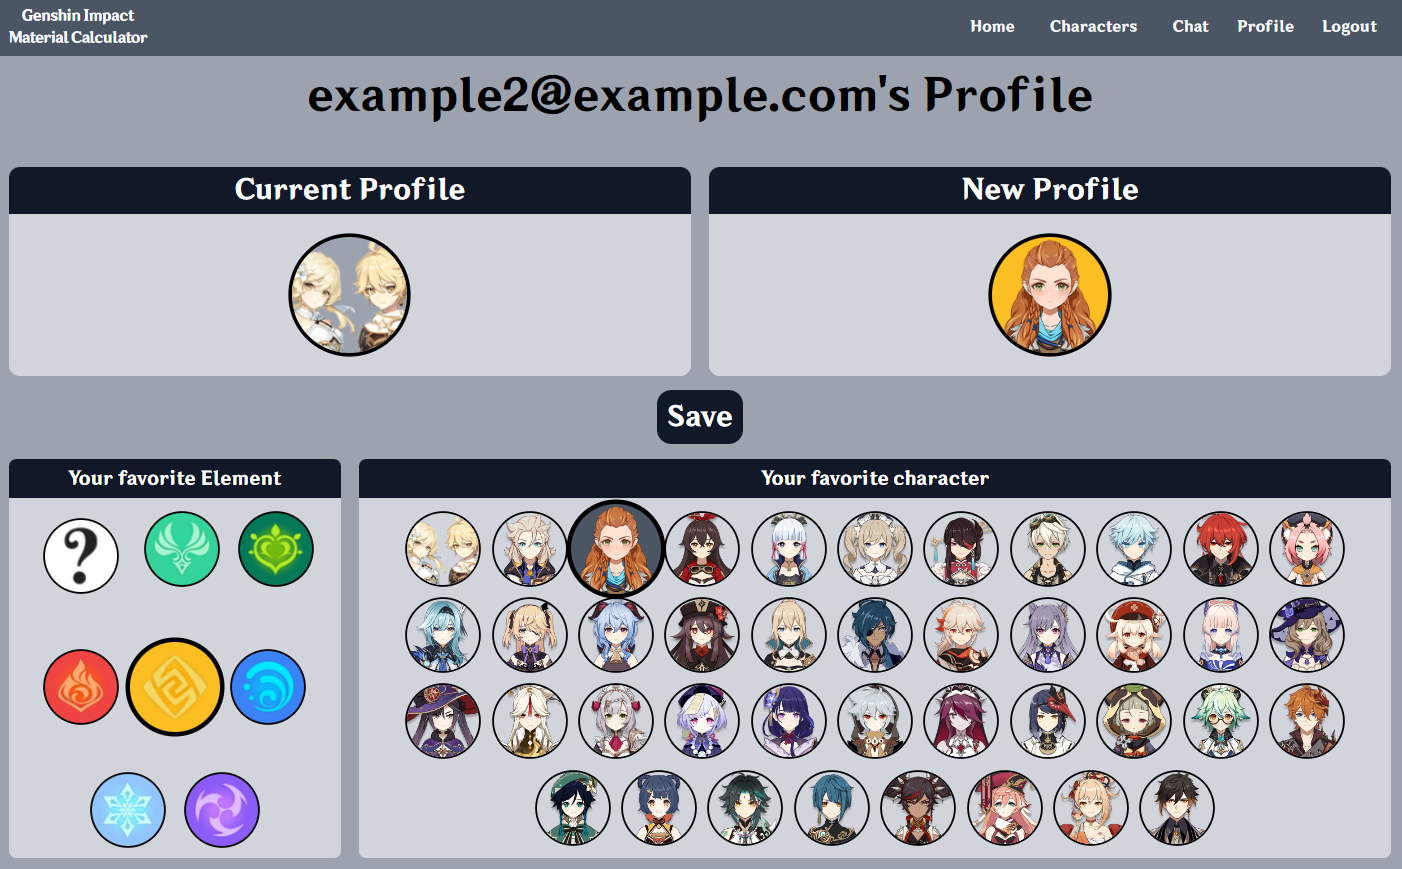 Genshin Impact
Material Calculator
Home
Characters
Chat
Profile
Logout
example2@example.com's Profile
Current Profile
New Profile
Save
Your favorite Element
Your favorite character
?